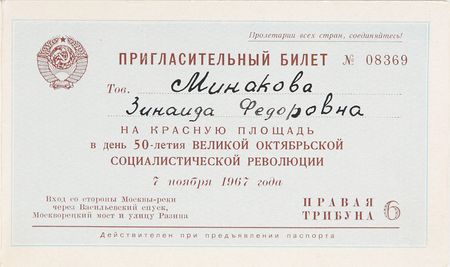 Пролетарии всех стран, соединяйтесь!
ПРИГЛАСИТЕЛЬНЫЙ БИЛЕТ № 08369
Тов. Минакова
Зинаида Федоровна
НА КРАСНУЮ ПЛОЩАДЬ
в день 50-летия ВЕЛИКОЙ ОКТЯБРЬСКОЙ
СОЦИАЛИСТИЧЕСКОЙ РЕВОЛЮЦИИ
7 ноября 1967 года
Вход со стороны Москвы-реки
через Васильевский спуск,
Москворецкий мост и улицу Разина
ПРАВАЯ
ТРИБУНА 6
Действителен при предъявлении паспорта